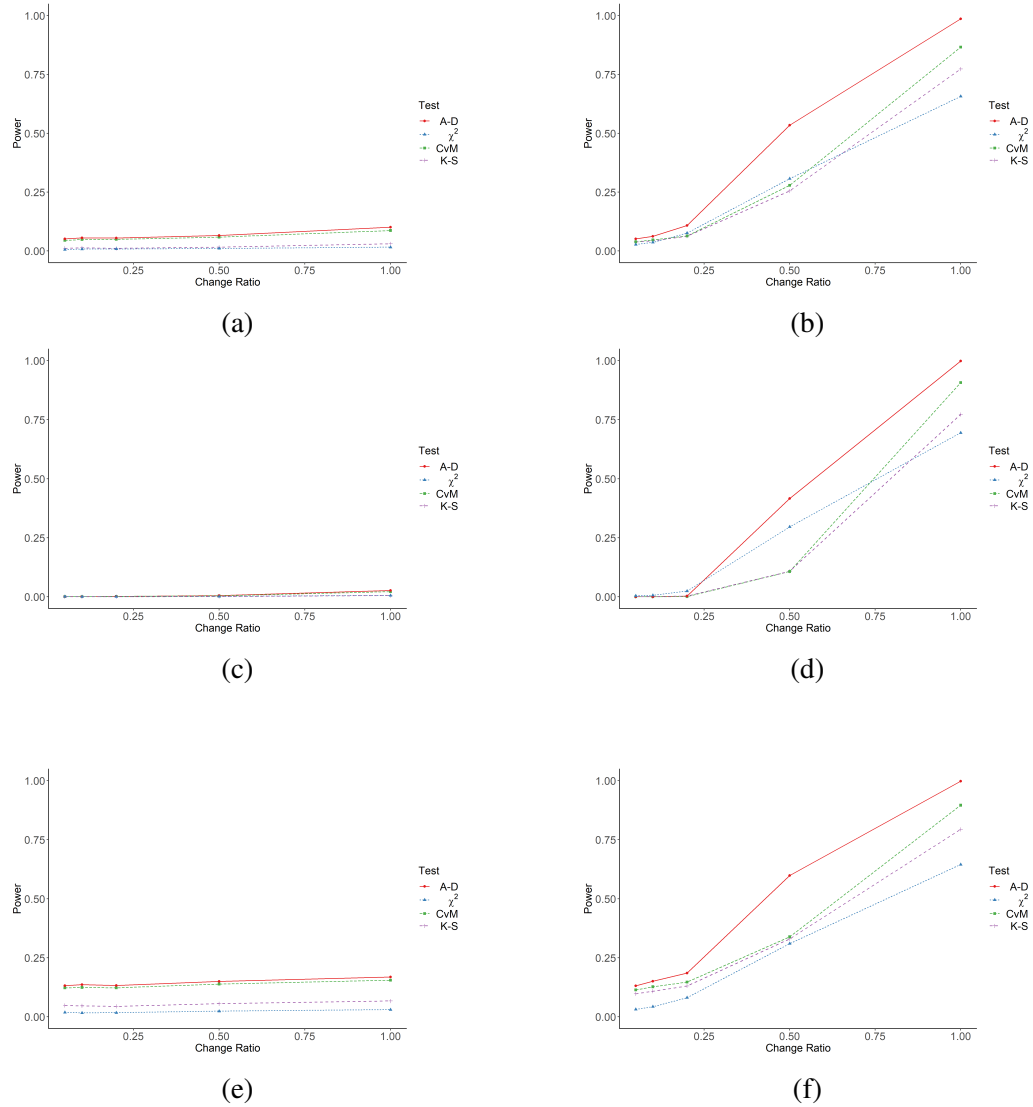 1.00
0.75
0.50
0.25
0.00
Power
0.25 0.50 0.75 1.00
Change Ratio
Test
A-D
χ²
CvM
K-S
(a)
1.00
0.75
0.50
0.25
0.00
Power
0.25 0.50 0.75 1.00
Change Ratio
Test
A-D
χ²
CvM
K-S
(b)
1.00
0.75
0.50
0.25
0.00
Power
0.25 0.50 0.75 1.00
Change Ratio
Test
A-D
χ²
CvM
K-S
(c)
1.00
0.75
0.50
0.25
0.00
Power
0.25 0.50 0.75 1.00
Change Ratio
Test
A-D
χ²
CvM
K-S
(d)
1.00
0.75
0.50
0.25
0.00
Power
0.25 0.50 0.75 1.00
Change Ratio
Test
A-D
χ²
CvM
K-S
(e)
1.00
0.75
0.50
0.25
0.00
Power
0.25 0.50 0.75 1.00
Change Ratio
Test
A-D
χ²
CvM
K-S
(f)